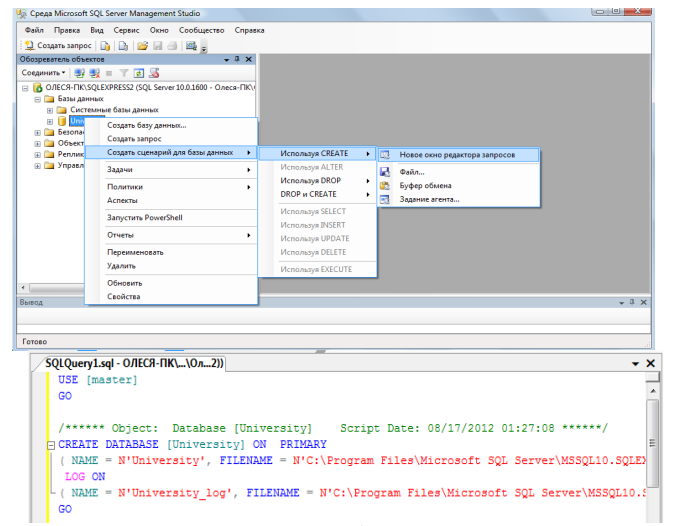 Среда Microsoft SQL Server Management Studio
Файл Правка Вид Сервис Окно Сообщество Справка
Создать запрос
Обозреватель объектов
Соединить
ОЛЕСЯ-ПК\SQLEXPRESS2 (SQL Server 10.0.1600 - Олеся-ПК\
Базы данных
Системные базы данных
Uni
Безопа
Объект
Реплик
Управл
Создать базу данных...
Создать запрос
Создать сценарий для базы данных
Задачи
Политики
Аспекты
Запустить PowerShell
Отчеты
Переименовать
Удалить
Обновить
Свойства
Используя CREATE
Используя ALTER
Используя DROP
DROP и CREATE
Используя SELECT
Используя INSERT
Используя UPDATE
Используя DELETE
Используя EXECUTE
Новое окно редактора запросов
Файл...
Буфер обмена
Задание агента...
Вывод
Готово
SQLQuery1.sql - ОЛЕСЯ-ПК\...\Ол...2))
USE [master]
GO
/****** Object: Database [University] Script Date: 08/17/2012 01:27:08 ******/
CREATE DATABASE [University] ON PRIMARY
( NAME = N'University', FILENAME = N'C:\Program Files\Microsoft SQL Server\MSSQL10.SQLEX
LOG ON
( NAME = N'University_log', FILENAME = N'C:\Program Files\Microsoft SQL Server\MSSQL10.S
GO